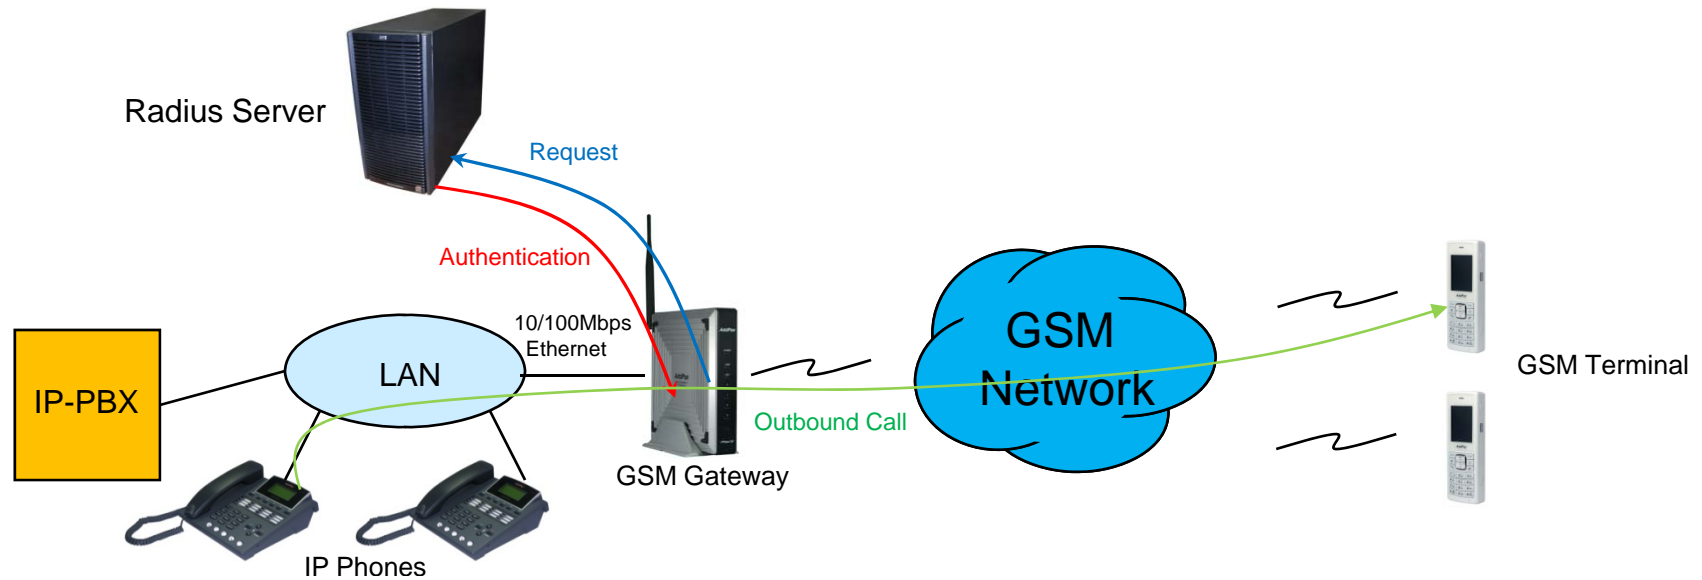 Radius Server
Request
Authentication
10/100Mbps
Ethernet
IP-PBX
LAN
GSM
Network
GSM Terminal
Outbound Call
GSM Gateway
IP Phones